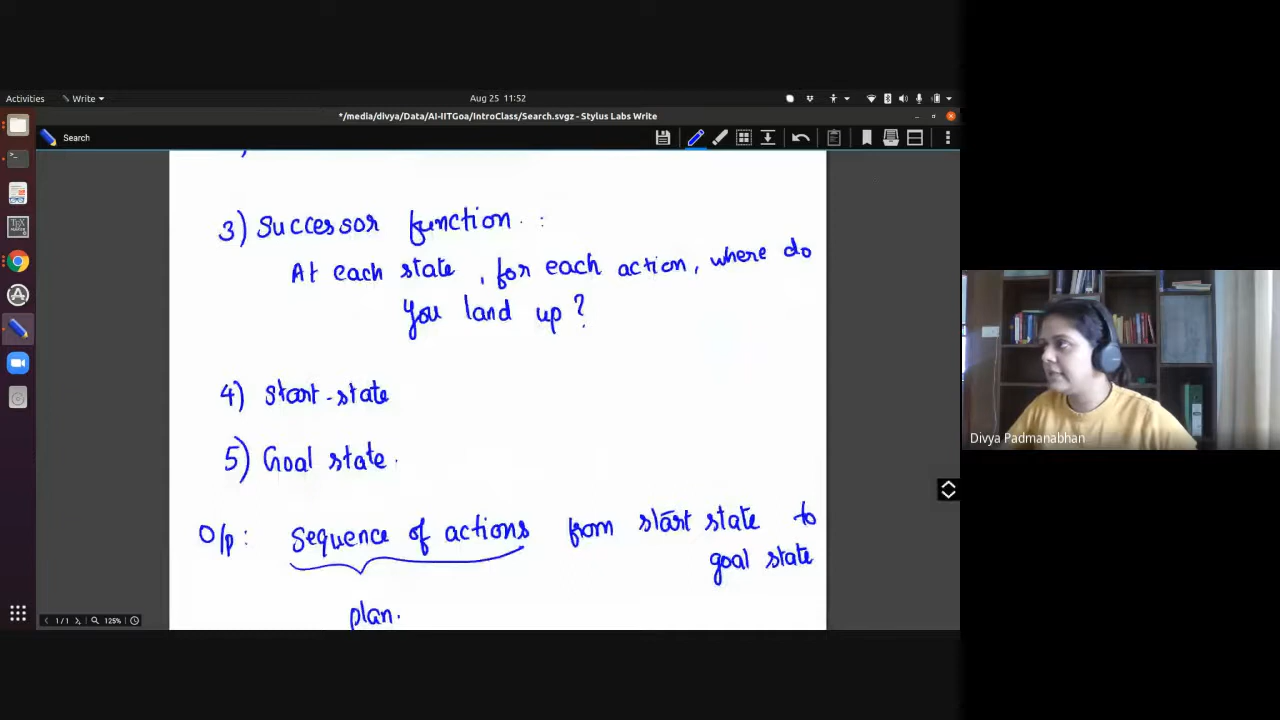 Activities
Write
Aug 25 11:52
*/media/divya/Data/AI-IITGoa/IntroClass/Search.svgz - Stylus Labs Write
Search
3) Successor function :
At each state, for each action, where do
you land up?
4) Start-state
5) Goal state.
O/p: Sequence of actions from start state to
goal state
plan.
1/1
125%
Divya Padmanabhan